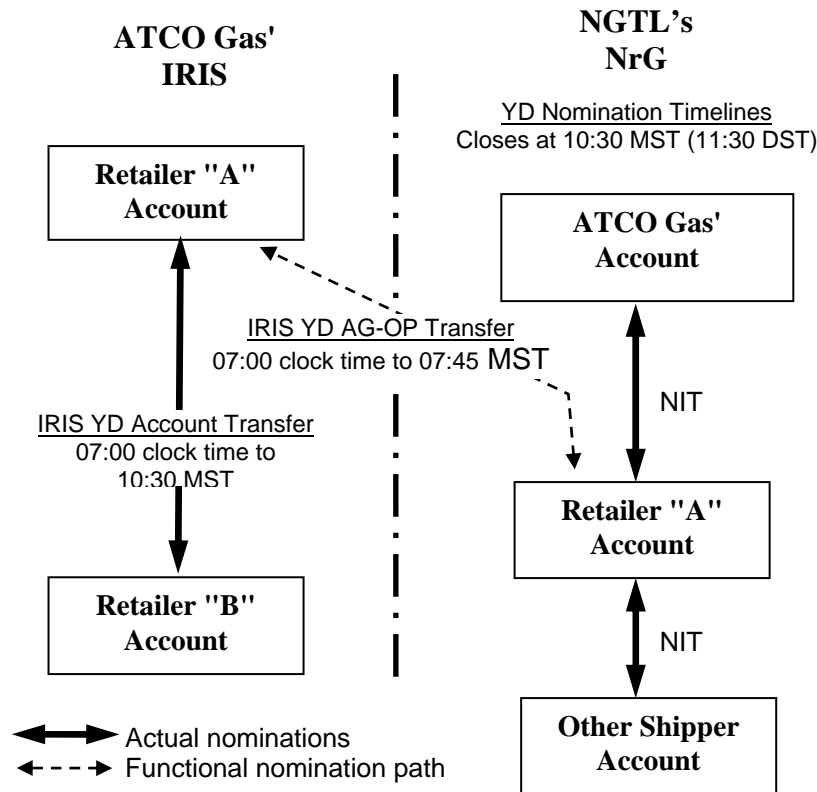 ATCO Gas'
IRIS
NGTL's
NrG
YD Nomination Timelines
Closes at 10:30 MST (11:30 DST)
Retailer "A"
Account
ATCO Gas'
Account
IRIS YD AG-OP Transfer
07:00 clock time to 07:45 MST
NIT
IRIS YD Account Transfer
07:00 clock time to
10:30 MST
Retailer "A"
Account
Retailer "B"
Account
NIT
Other Shipper
Account
Actual nominations
Functional nomination path